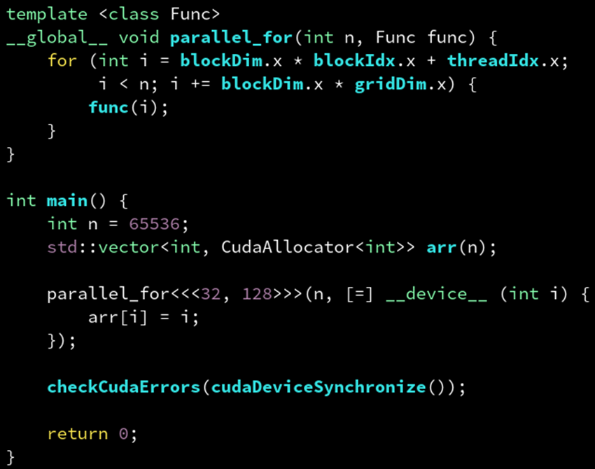 template <class Func>
__global__ void parallel_for(int n, Func func) {
    for (int i = blockDim.x * blockIdx.x + threadIdx.x;
         i < n; i += blockDim.x * gridDim.x) {
        func(i);
    }
}

int main() {
    int n = 65536;
    std::vector<int, CudaAllocator<int>> arr(n);

    parallel_for<<<32, 128>>>(n, [=] __device__ (int i) {
        arr[i] = i;
    });

    checkCudaErrors(cudaDeviceSynchronize());

    return 0;
}